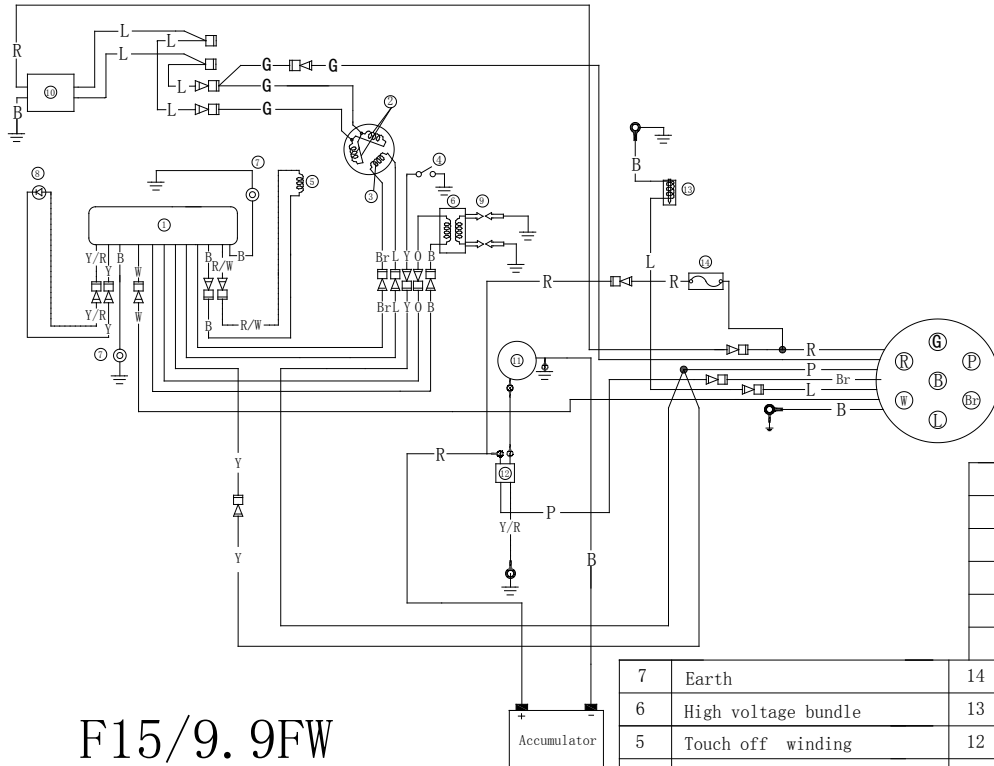 L
L
L
G
G
R
L
G
L
G
B
10
2
B
7
4
8
5
3
6
9
13
1
Y/R
Y
B
W
B
R/W
B
Br
L
Y
O
B
L
R
R
14
Y/R
Y
B
R/W
Br
L
Y
O
B
7
11
R
P
Br
L
B
G
R
P
B
W
Br
L
Y
R
12
P
Y/R
Y
B
7 Earth 14
6 High voltage bundle 13
5 Touch off winding 12
+ -
Accumulator
F15/9.9FW